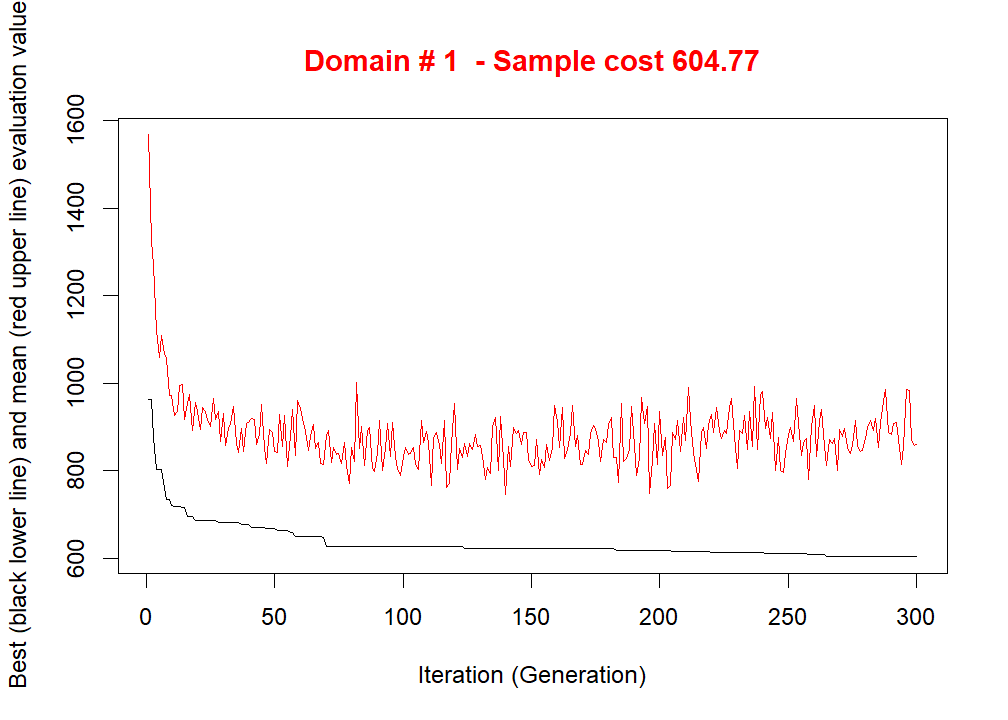 Domain # 1 - Sample cost 604.77
Best (black lower line) and mean (red upper line) evaluation value
1600
1400
1200
1000
800
600
0 50 100 150 200 250 300
Iteration (Generation)